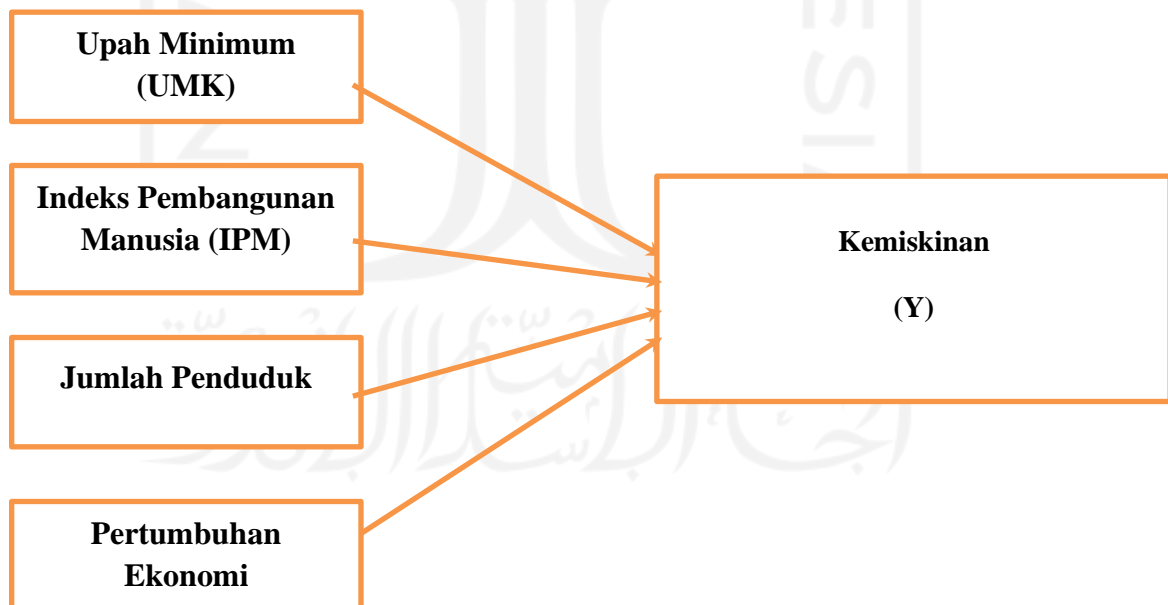 Upah Minimum
(UMK)
Indeks Pembangunan
Manusia (IPM)
Jumlah Penduduk
Pertumbuhan
Ekonomi
Kemiskinan
(Y)